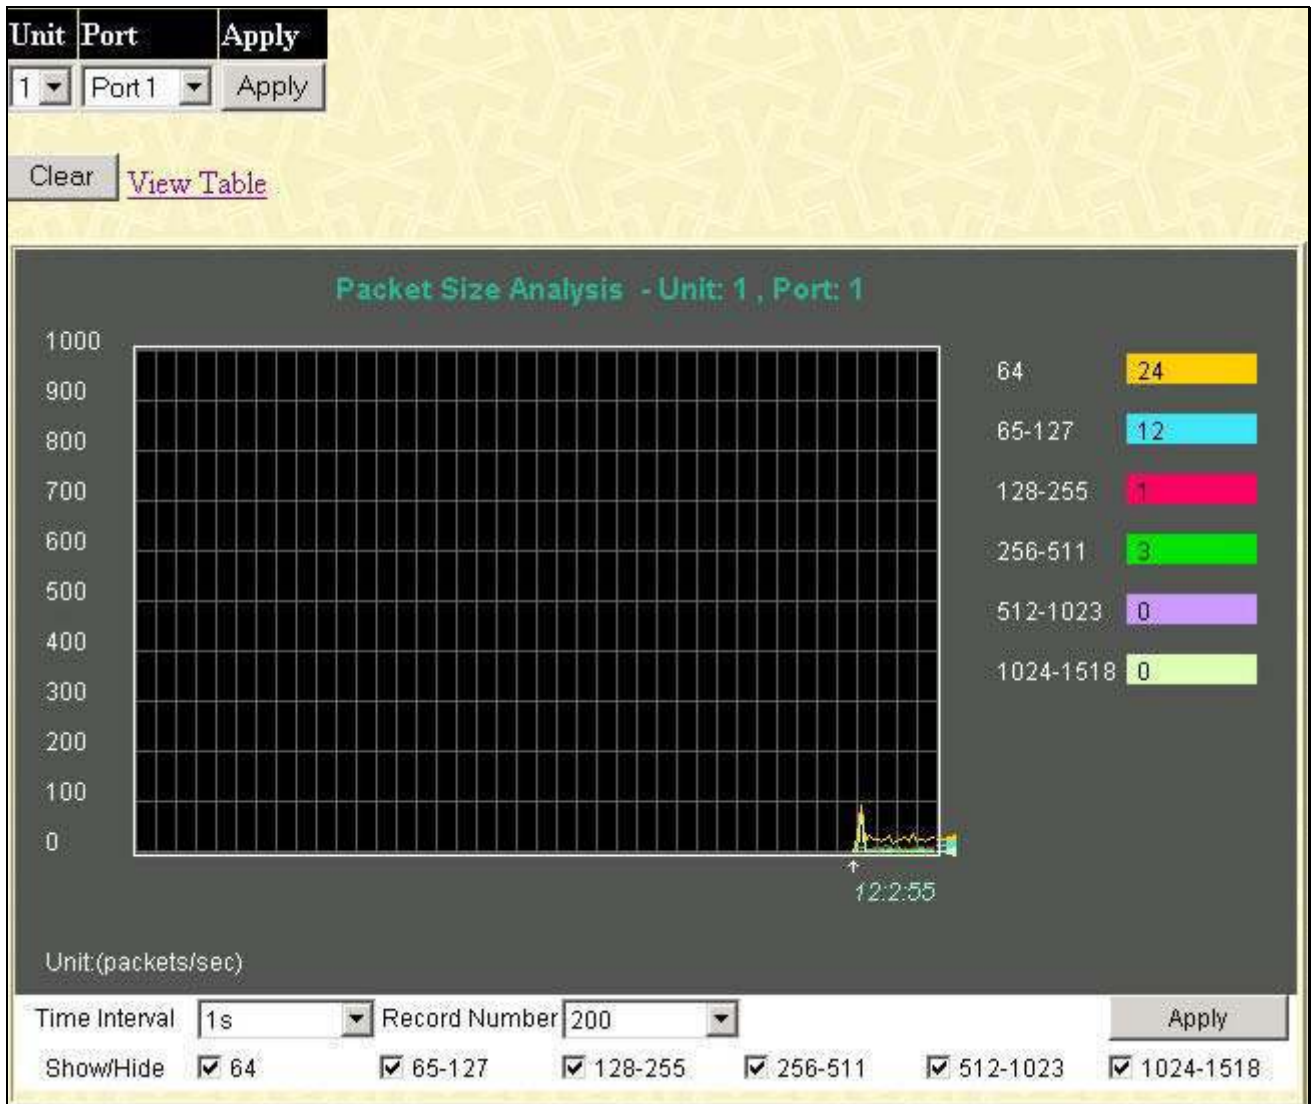 Unit Port Apply
1 Port 1 Apply
Clear View Table
Packet Size Analysis - Unit: 1 , Port: 1
1000
900
800
700
600
500
400
300
200
100
0
64 24
65-127 12
128-255 1
256-511 3
512-1023 0
1024-1518 0
12:2:55
Unit:(packets/sec)
Time Interval 1s Record Number 200 Apply
Show/Hide 64 65-127 128-255 256-511 512-1023 1024-1518